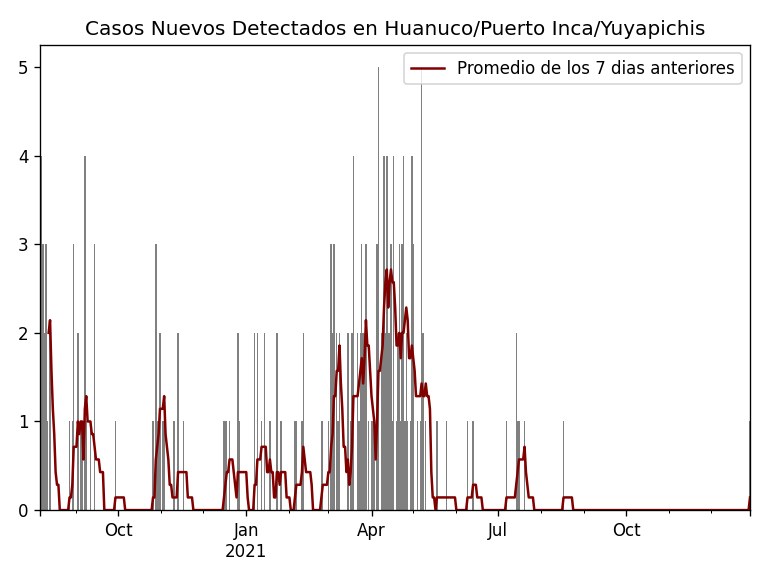 Casos Nuevos Detectados en Huanuco/Puerto Inca/Yuyapichis
Promedio de los 7 dias anteriores
5
4
3
2
1
0
Oct
Jan
2021
Apr
Jul
Oct